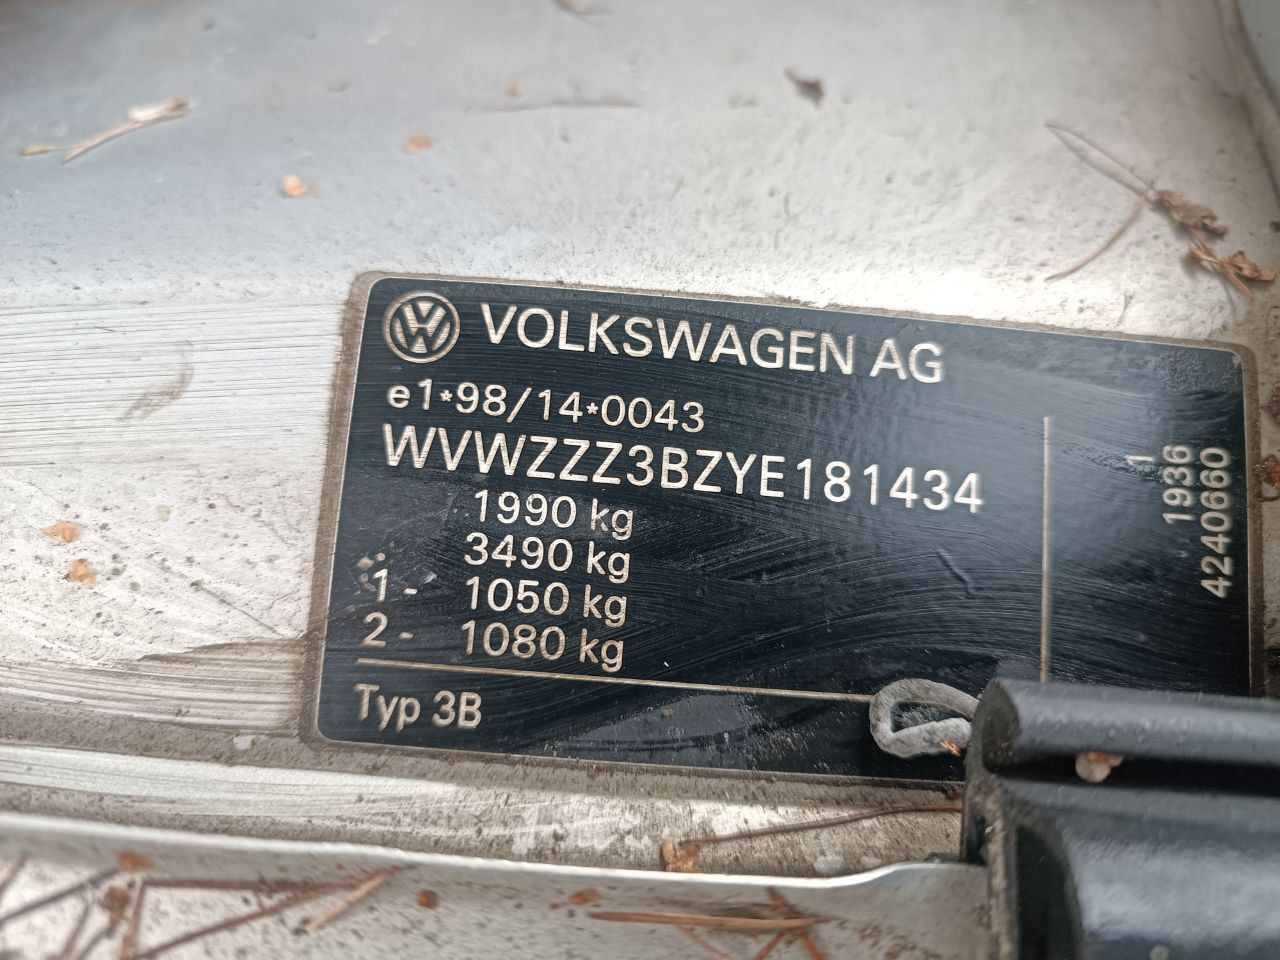 VOLKSWAGEN AG
e1*98/14*0043
WVWZZZ3BZYE181434
1990 kg
3490 kg
1 - 1050 kg
2 - 1080 kg
Typ 3B
1
1936
4240660